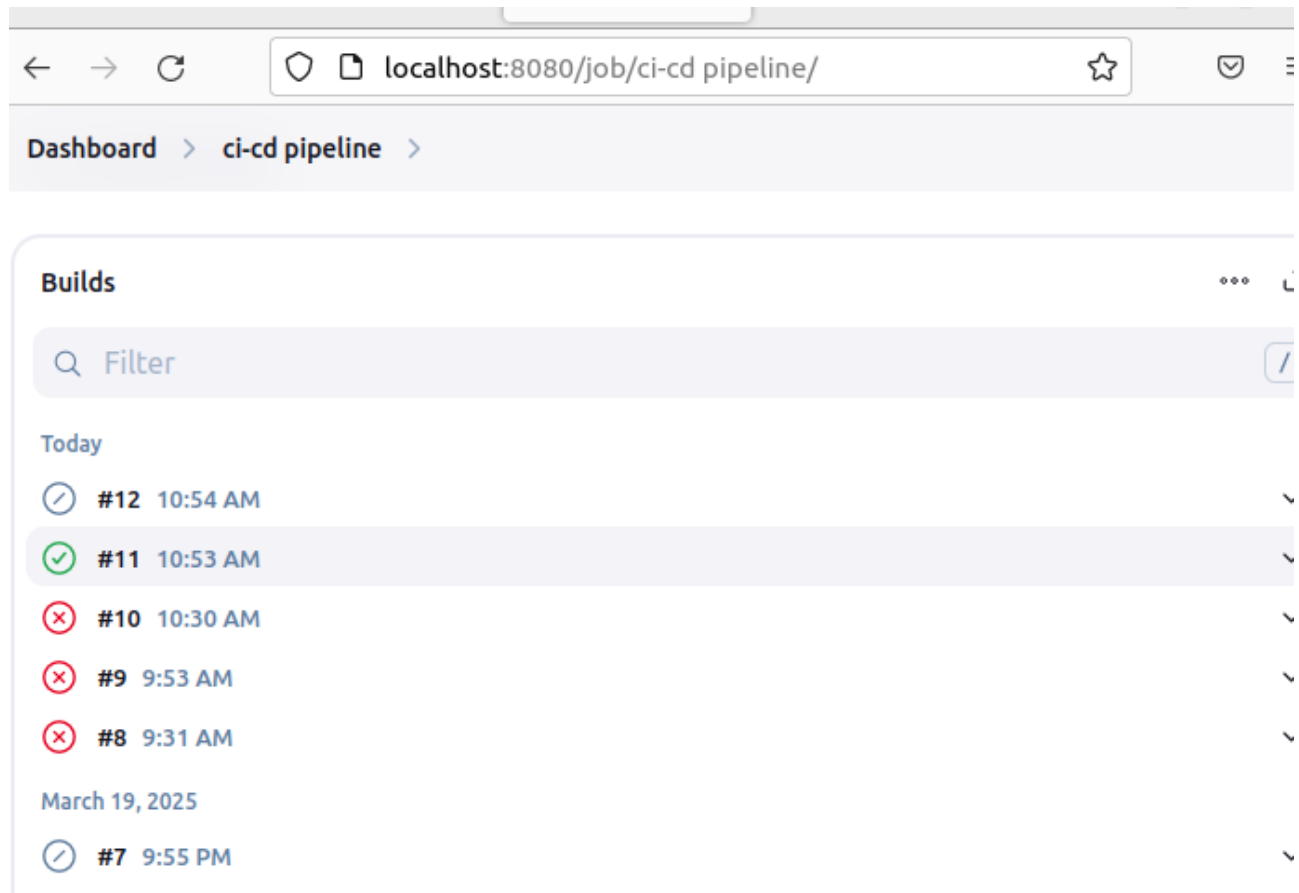 localhost:8080/job/ci-cd pipeline/
Dashboard > ci-cd pipeline >
Builds
Filter /
Today
#12 10:54 AM
#11 10:53 AM
#10 10:30 AM
#9 9:53 AM
#8 9:31 AM
March 19, 2025
#7 9:55 PM